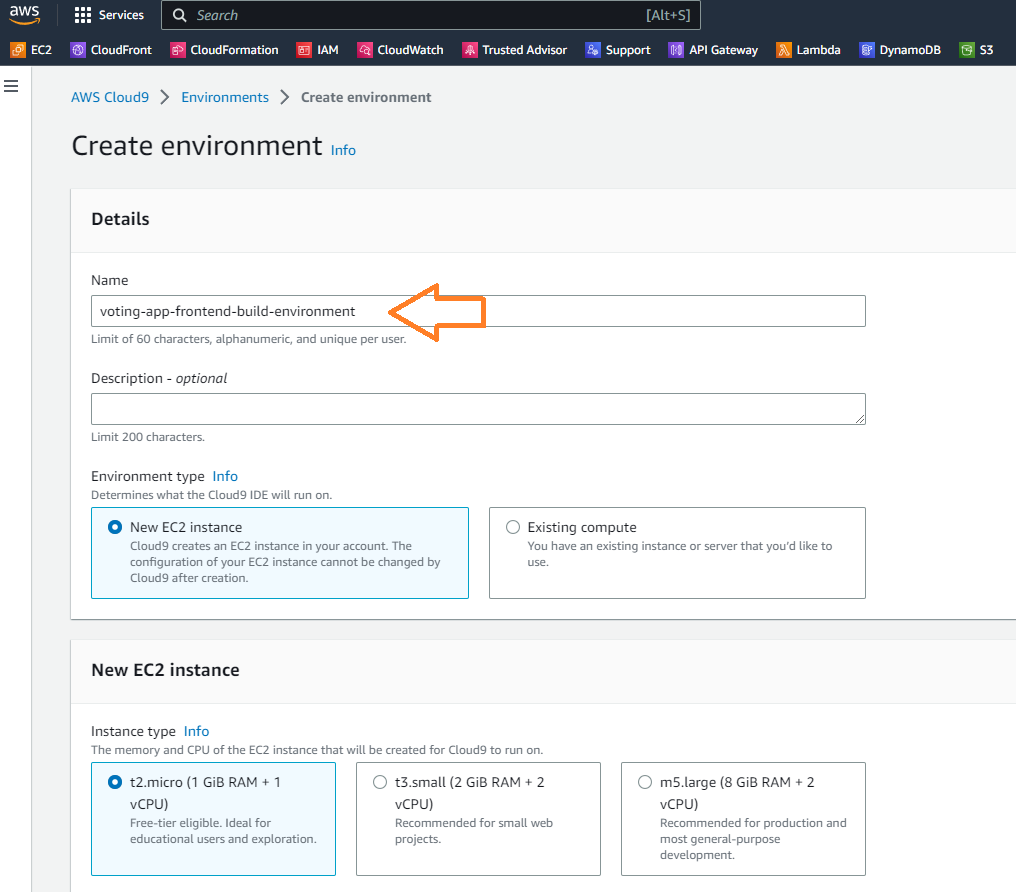 aws Services Search [Alt+S]
EC2 CloudFront CloudFormation IAM CloudWatch Trusted Advisor Support API Gateway Lambda DynamoDB S3
AWS Cloud9 > Environments > Create environment
Create environment Info
Details
Name
voting-app-frontend-build-environment
Limit of 60 characters, alphanumeric, and unique per user.
Description - optional
Limit 200 characters.
Environment type Info
Determines what the Cloud9 IDE will run on.
New EC2 instance
Cloud9 creates an EC2 instance in your account. The
configuration of your EC2 instance cannot be changed by
Cloud9 after creation.
Existing compute
You have an existing instance or server that you'd like to
use.
New EC2 instance
Instance type Info
The memory and CPU of the EC2 instance that will be created for Cloud9 to run on.
t2.micro (1 GiB RAM + 1
vCPU)
Free-tier eligible. Ideal for
educational users and exploration.
t3.small (2 GiB RAM + 2
vCPU)
Recommended for small web
projects.
m5.large (8 GiB RAM + 2
vCPU)
Recommended for production and
most general-purpose
development.